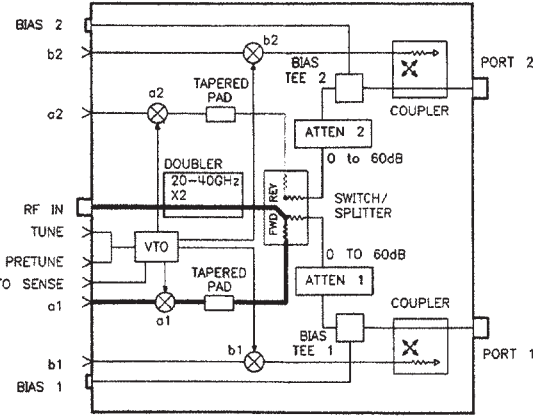 BIAS 2
b2
b2
BIAS
TEE 2
PORT 2
a2
TAPERED
PAD
a2
COUPLER
ATTEN 2
0 to 60dB
DOUBLER
20-40GHz
X2
REV
FWD
SWITCH/
SPLITTER
RF IN
TUNE
VTO
PRETUNE
TO SENSE
0 TO 60dB
ATTEN 1
TAPERED
PAD
a1
a1
COUPLER
BIAS
TEE 1
PORT 1
b1
b1
BIAS 1